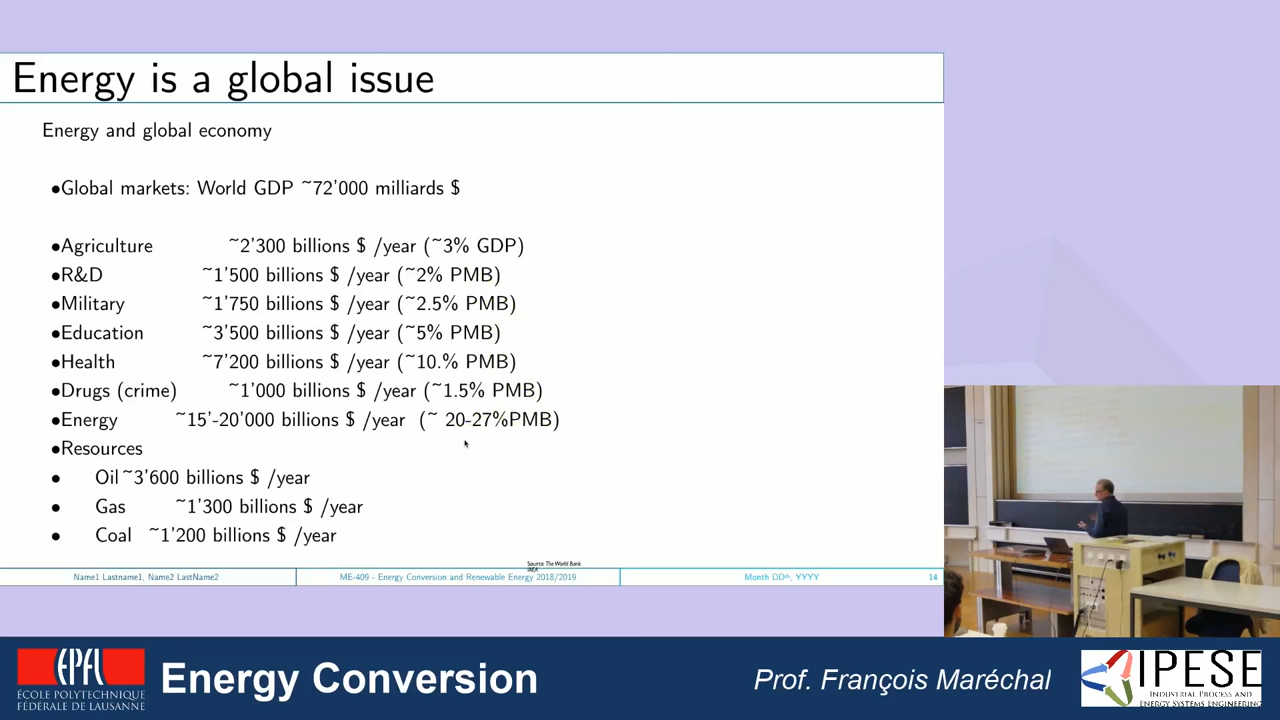 Energy is a global issue
Energy and global economy
•Global markets: World GDP ~72'000 milliards $
•Agriculture ~2'300 billions $ /year (~3% GDP)
•R&D ~1'500 billions $ /year (~2% PMB)
•Military ~1'750 billions $ /year (~2.5% PMB)
•Education ~3'500 billions $ /year (~5% PMB)
•Health ~7'200 billions $ /year (~10.% PMB)
•Drugs (crime) ~1'000 billions $ /year (~1.5% PMB)
•Energy ~15'-20'000 billions $ /year (~ 20-27%PMB)
•Resources
• Oil ~3'600 billions $ /year
• Gas ~1'300 billions $ /year
• Coal ~1'200 billions $ /year
Source The World Bank
IAEA
Name1 Lastname1, Name2 LastName2
ME-409 - Energy Conversion and Renewable Energy 2018/2019
Month DDth, YYYY
14
EPFL
ÉCOLE POLYTECHNIQUE
FÉDÉRALE DE LAUSANNE
Energy Conversion
Prof. François Maréchal
IPESE
Industrial Process and
Energy Systems Engineering